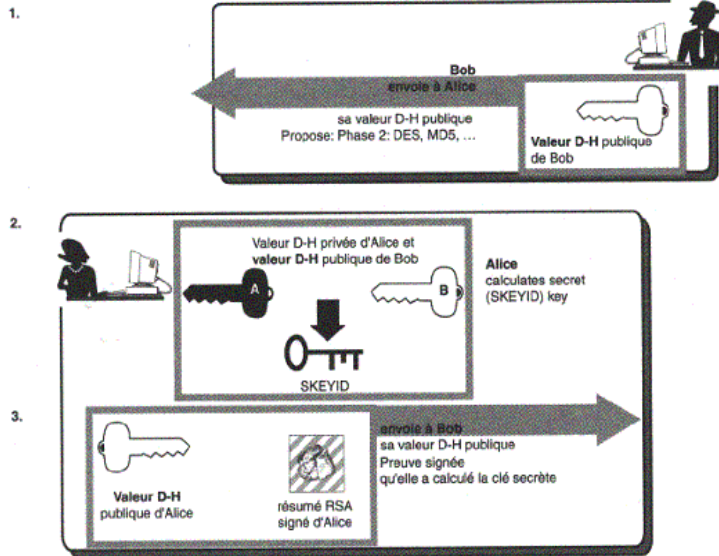 1.
Bob
envoie à Alice
sa valeur D-H publique
Propose: Phase 2: DES, MD5, ...
Valeur D-H publique
de Bob
2.
Valeur D-H privée d'Alice et
valeur D-H publique de Bob
A
B
Alice
calculates secret
(SKEYID) key
SKEYID
3.
envoie à Bob
sa valeur D-H publique
Preuve signée
qu'elle a calculé la clé secrète
Valeur D-H
publique d'Alice
résumé RSA
signé d'Alice